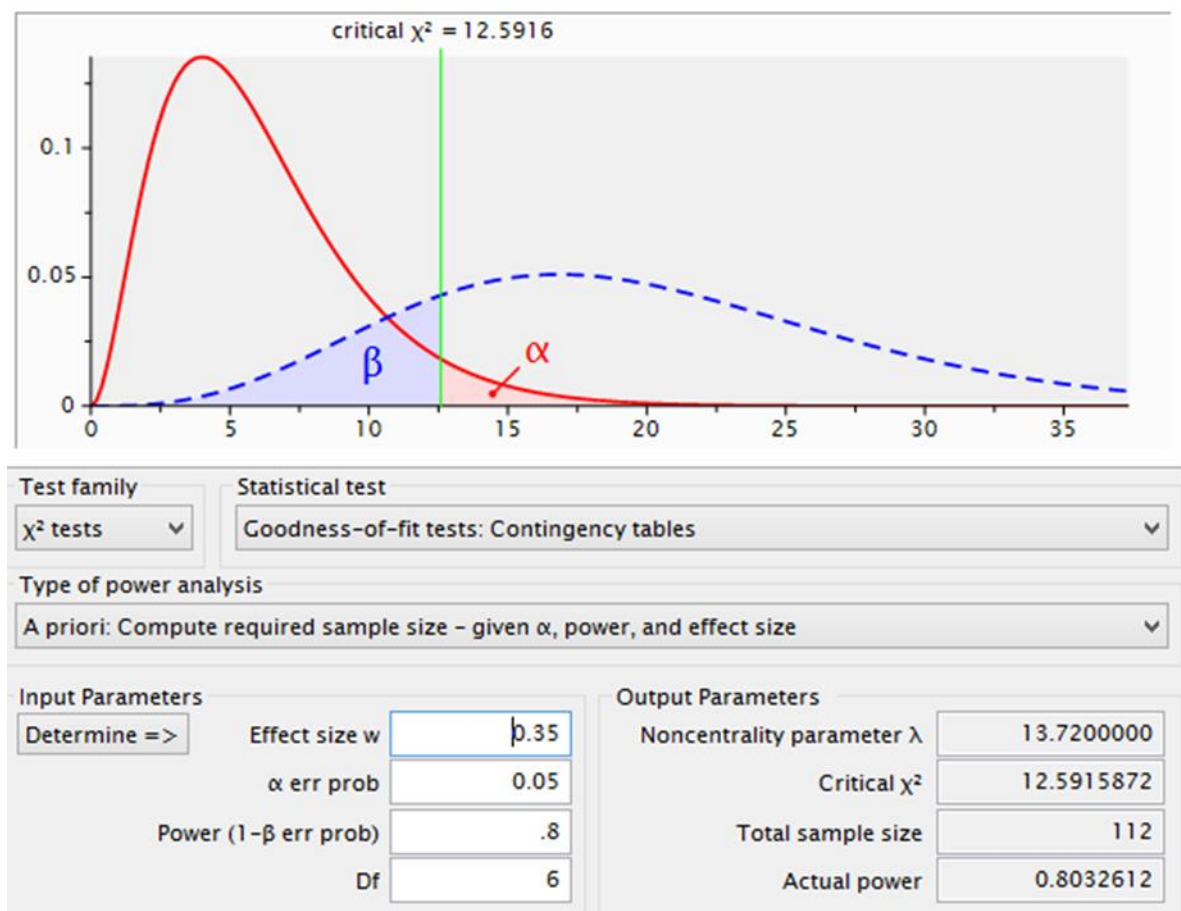 critical χ² = 12.5916
0.1
0.05
0
β
α
0 5 10 15 20 25 30 35
Test family
Statistical test
χ² tests
Goodness-of-fit tests: Contingency tables
Type of power analysis
A priori: Compute required sample size – given α, power, and effect size
Input Parameters
Output Parameters
Determine =>
Effect size w 0.35
Noncentrality parameter λ 13.7200000
α err prob 0.05
Critical χ² 12.5915872
Power (1-β err prob) .8
Total sample size 112
Df 6
Actual power 0.8032612